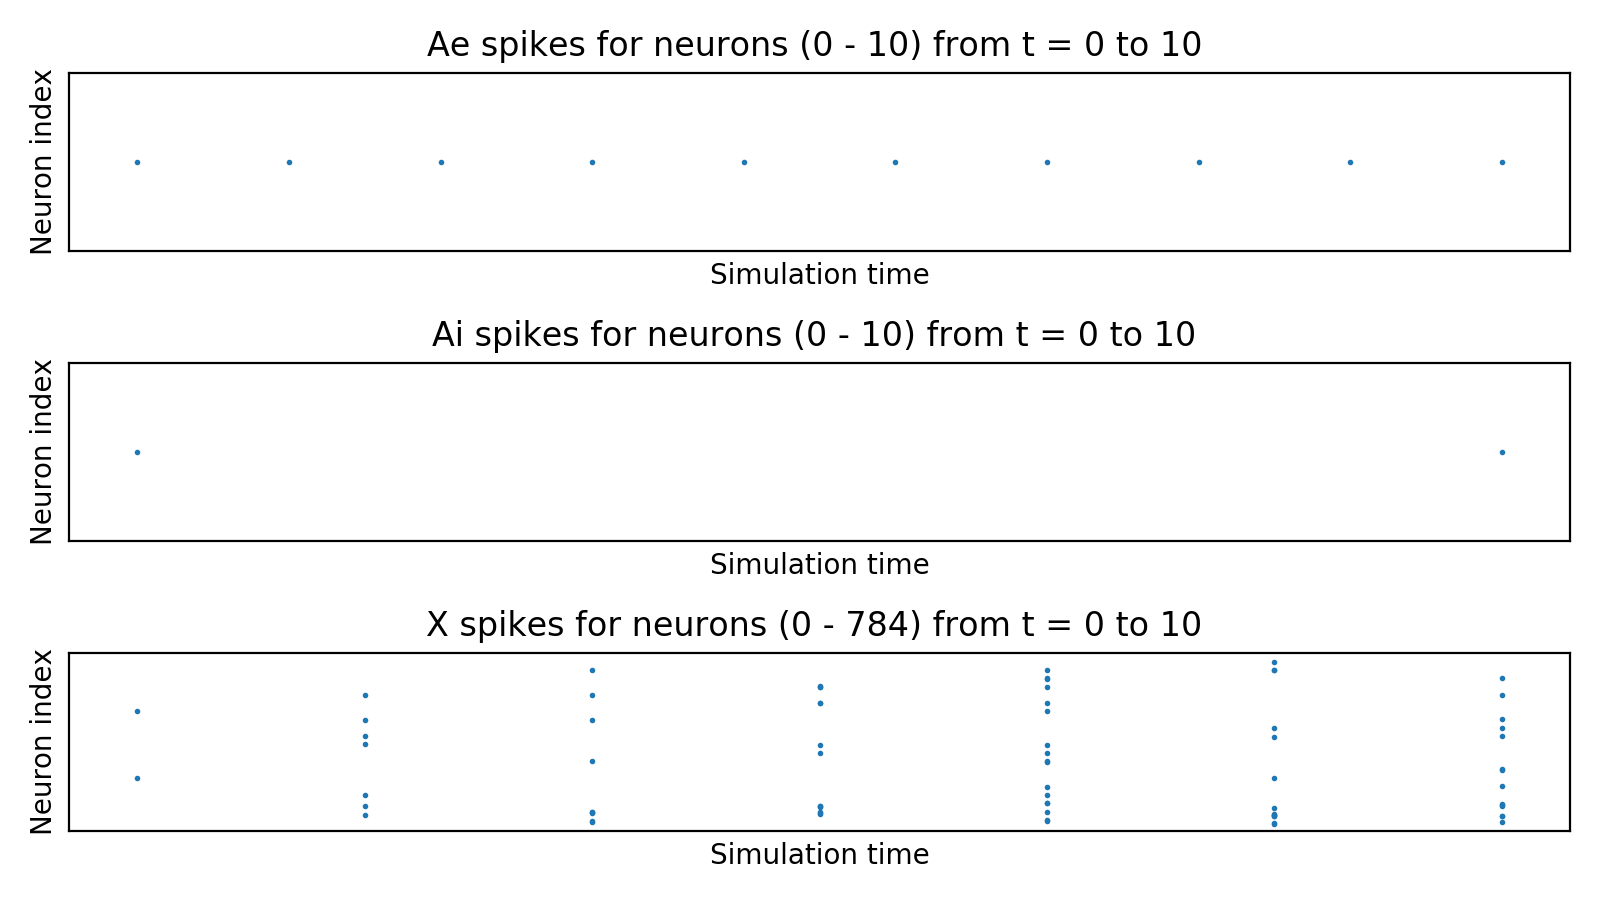 Ae spikes for neurons (0 - 10) from t = 0 to 10
Neuron index
Simulation time
Ai spikes for neurons (0 - 10) from t = 0 to 10
Neuron index
Simulation time
X spikes for neurons (0 - 784) from t = 0 to 10
Neuron index
Simulation time